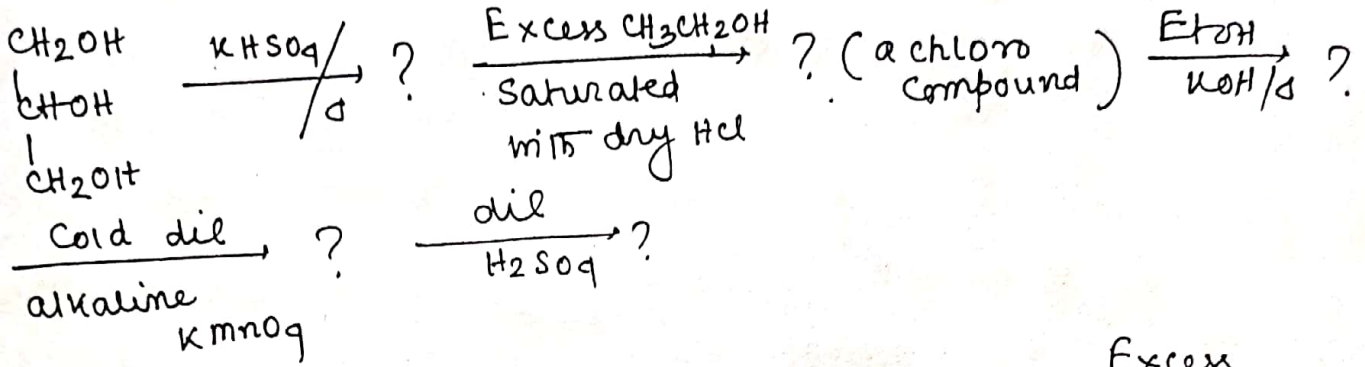 CH2OH KHSO4/Δ ? Excess CH3CH2OH ? (a chloro compound) EtOH ?
CHOH Saturated KOH/Δ
CH2OH with dry HCl
Cold dil ? dil ?
alkaline H2SO4
KMnO4
Excess